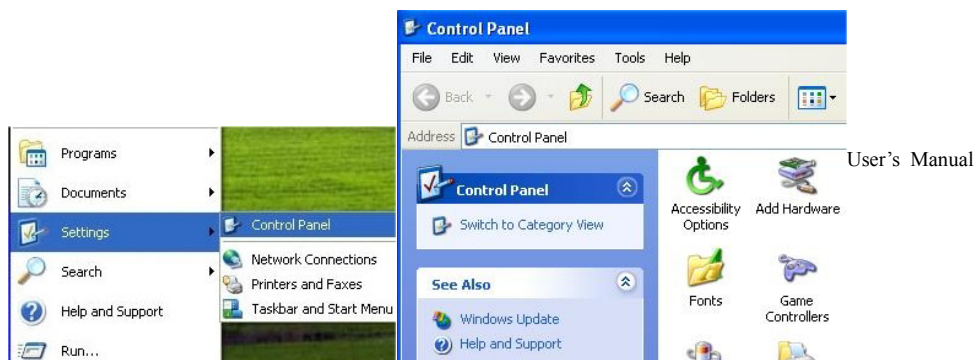 Programs
Documents
Settings
Search
Help and Support
Run...
Control Panel
Network Connections
Printers and Faxes
Taskbar and Start Menu
Control Panel
File Edit View Favorites Tools Help
Back Search Folders
Address Control Panel
Control Panel
Switch to Category View
See Also
Windows Update
Help and Support
Accessibility
Options
Add Hardware
Fonts
Game
Controllers
User's Manual